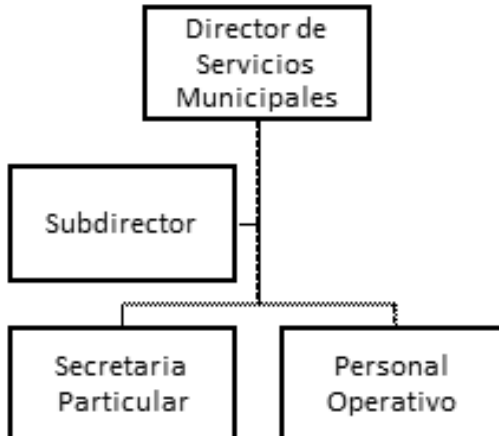 Director de
Servicios
Municipales
Subdirector
Secretaria
Particular
Personal
Operativo